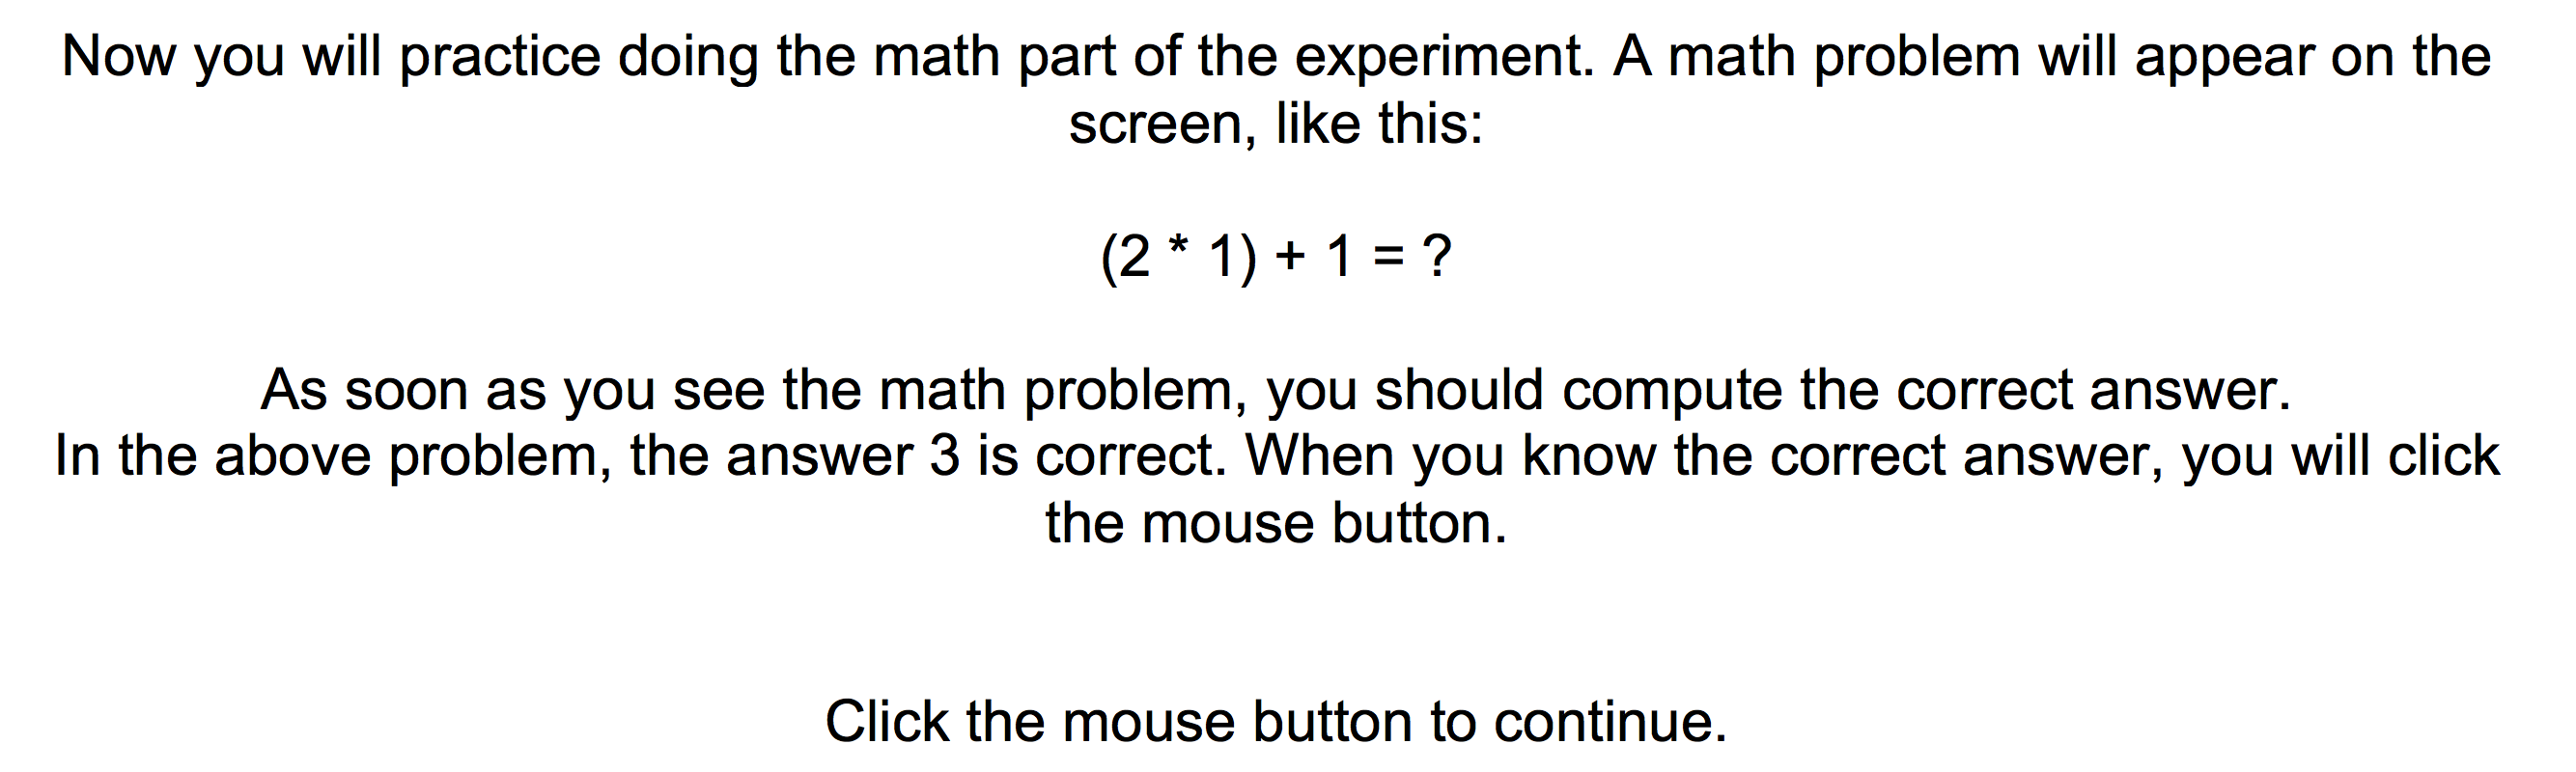 Now you will practice doing the math part of the experiment. A math problem will appear on the
screen, like this:
(2 * 1) + 1 = ?
As soon as you see the math problem, you should compute the correct answer.
In the above problem, the answer 3 is correct. When you know the correct answer, you will click
the mouse button.
Click the mouse button to continue.